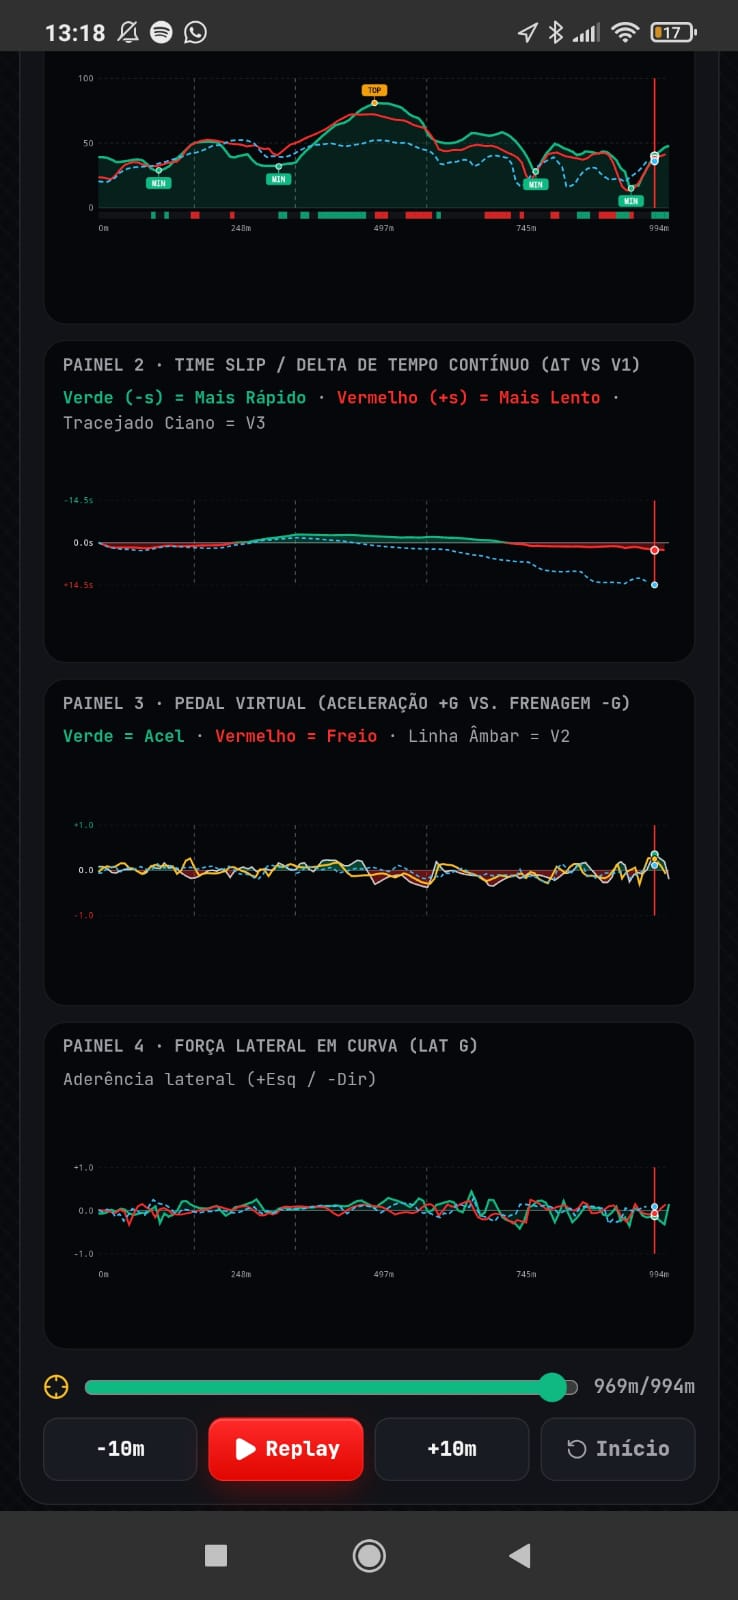 13:18
17
100
TOP
50
MIN
MIN
MIN
MIN
0
0m 248m 497m 745m 994m
PAINEL 2 · TIME SLIP / DELTA DE TEMPO CONTÍNUO (ΔT VS V1)
Verde (-s) = Mais Rápido · Vermelho (+s) = Mais Lento ·
Tracejado Ciano = V3
-14.5s
0.0s
+14.5s
PAINEL 3 · PEDAL VIRTUAL (ACELERAÇÃO +G VS. FRENAGEM -G)
Verde = Acel · Vermelho = Freio · Linha Âmbar = V2
+1.0
0.0
-1.0
PAINEL 4 · FORÇA LATERAL EM CURVA (LAT G)
Aderência lateral (+Esq / -Dir)
+1.0
0.0
-1.0
0m 248m 497m 745m 994m
969m/994m
-10m Replay +10m Início